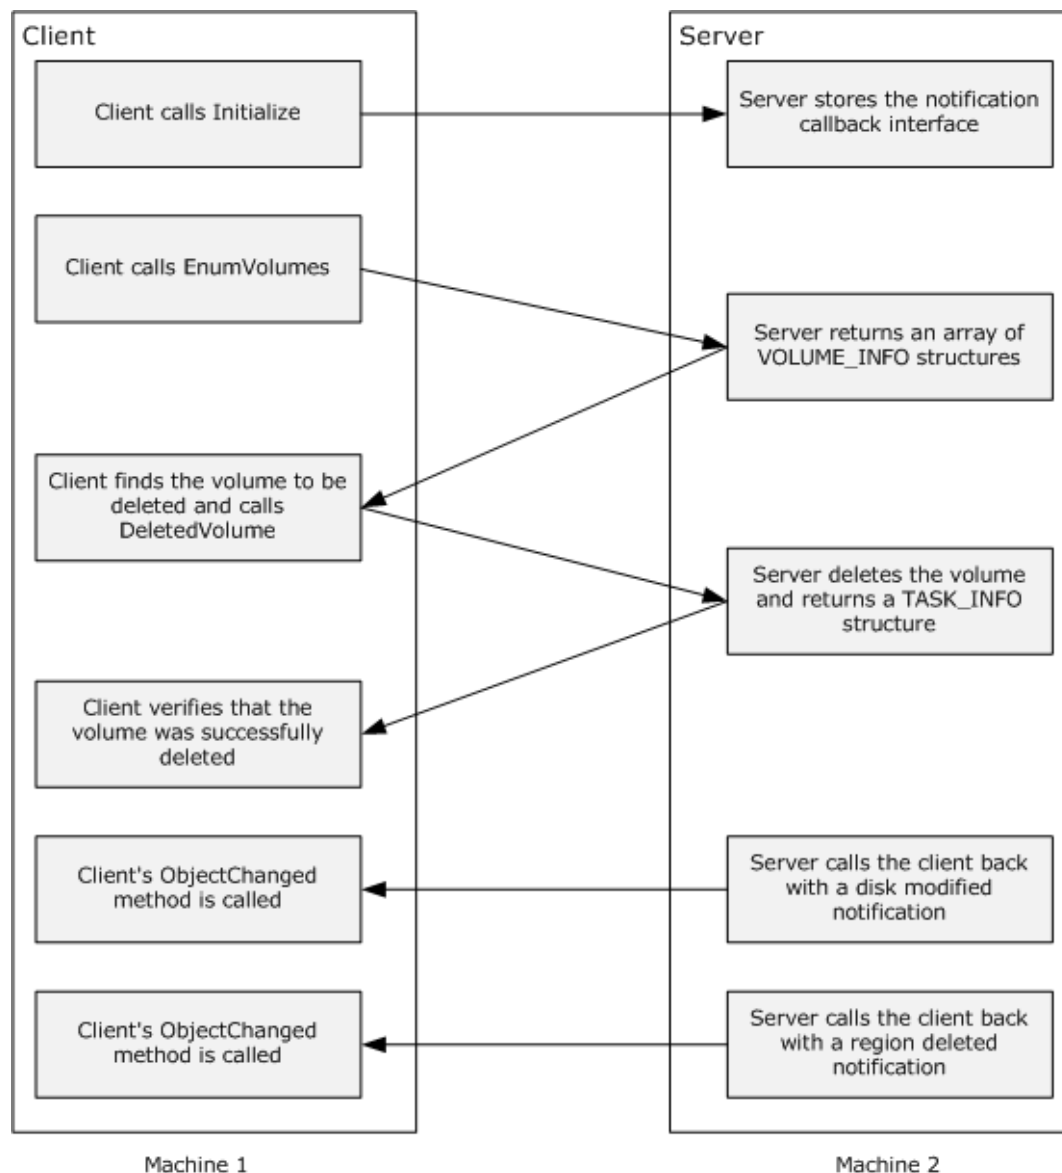 Client
Server
Client calls Initialize
Server stores the notification
callback interface
Client calls EnumVolumes
Server returns an array of
VOLUME_INFO structures
Client finds the volume to be
deleted and calls
DeletedVolume
Server deletes the volume
and returns a TASK_INFO
structure
Client verifies that the
volume was successfully
deleted
Client's ObjectChanged
method is called
Server calls the client back
with a disk modified
notification
Client's ObjectChanged
method is called
Server calls the client back
with a region deleted
notification
Machine 1
Machine 2